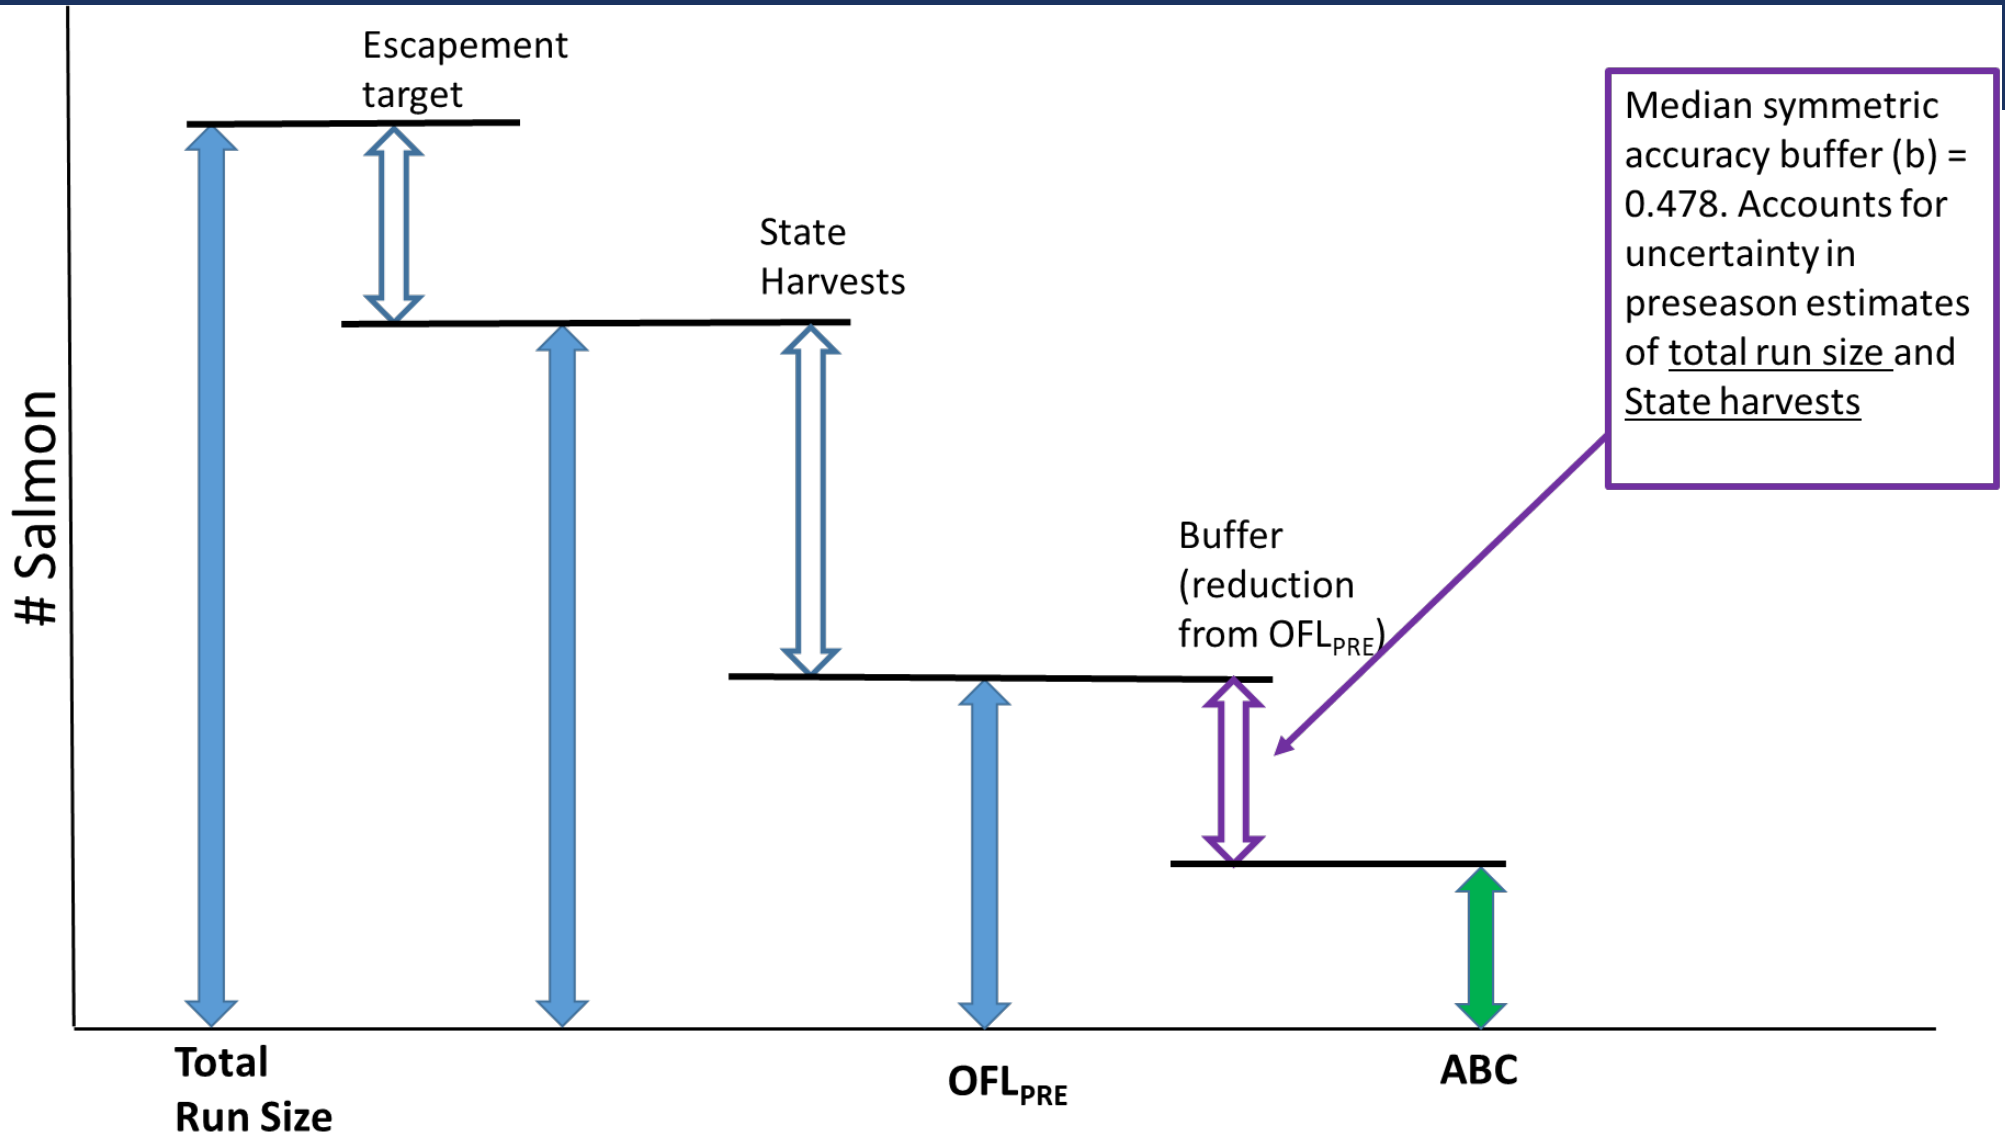 Escapement
target
State
Harvests
Median symmetric
accuracy buffer (b) =
0.478. Accounts for
uncertainty in
preseason estimates
of total run size and
State harvests
Buffer
(reduction
from OFLPRE)
# Salmon
Total
Run Size
OFLPRE
ABC